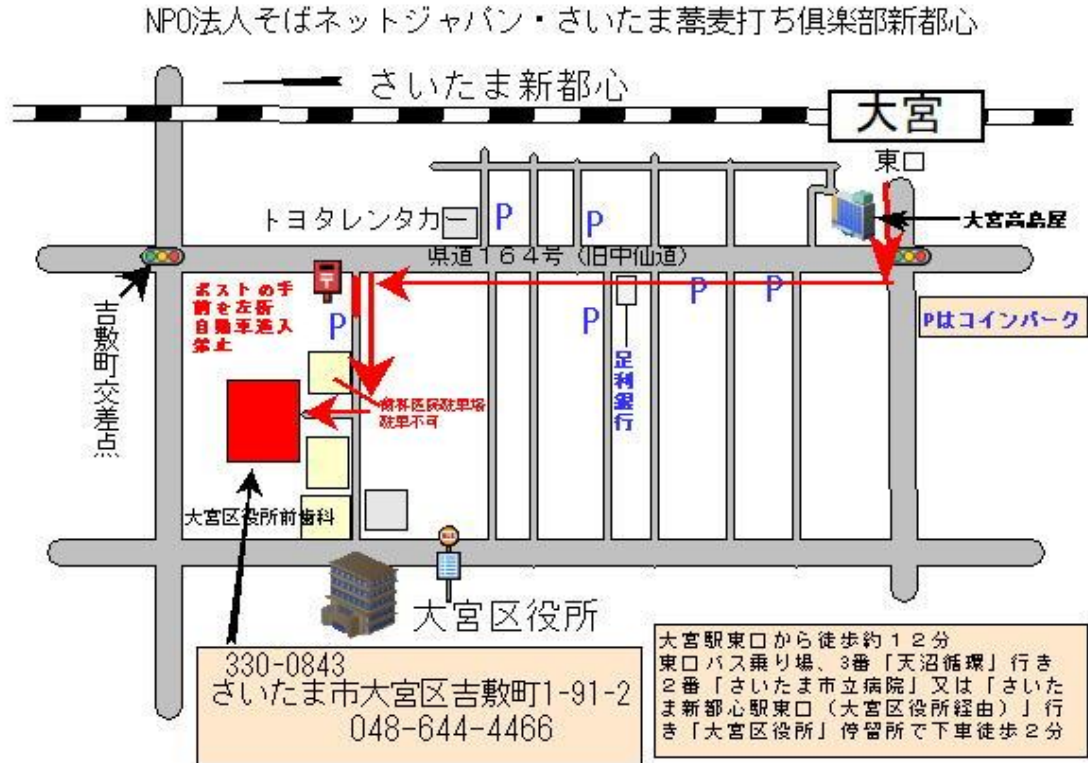 NPO法人そばネットジャパン・さいたま蕎麦打ち倶楽部新都心
さいたま新都心
大宮
東口
トヨタレンタカー
P
P
大宮高島屋
県道164号(旧中仙道)
ポストの手
前を左折
自動車進入
禁止
〒
P
P
P
P
Pはコインパーク
吉敷町交差点
足利銀行
歯科医院駐車場
駐車不可
大宮区役所前歯科
大宮区役所
330-0843
さいたま市大宮区吉敷町1-91-2
048-644-4466
大宮駅東口から徒歩約12分
東口バス乗り場、3番「天沼循環」行き
2番「さいたま市立病院」又は「さいた
ま新都心駅東口(大宮区役所経由)」行
き「大宮区役所」停留所で下車徒歩2分